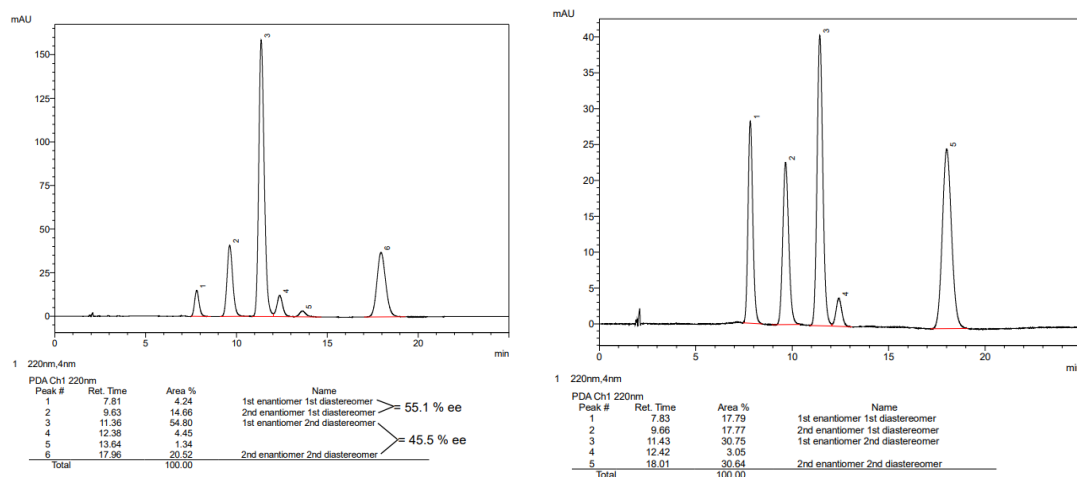 mAU
150
125
100
75
50
25
0
1
2
3
4
5
6
0 5 10 15 20
min
1 220nm,4nm
PDA Ch1 220nm
Peak # Ret. Time Area % Name
1 7.81 4.24 1st enantiomer 1st diastereomer
2 9.63 14.66 2nd enantiomer 1st diastereomer
= 55.1 % ee
3 11.36 54.80 1st enantiomer 2nd diastereomer
4 12.38 4.45
= 45.5 % ee
5 13.64 1.34
6 17.96 20.52 2nd enantiomer 2nd diastereomer
Total 100.00
mAU
40
35
30
25
20
15
10
5
0
1
2
3
4
5
0 5 10 15 20
min
1 220nm,4nm
PDA Ch1 220nm
Peak # Ret. Time Area % Name
1 7.83 17.79 1st enantiomer 1st diastereomer
2 9.66 17.77 2nd enantiomer 1st diastereomer
3 11.43 30.75 1st enantiomer 2nd diastereomer
4 12.42 3.05
5 18.01 30.64 2nd enantiomer 2nd diastereomer
Total 100.00